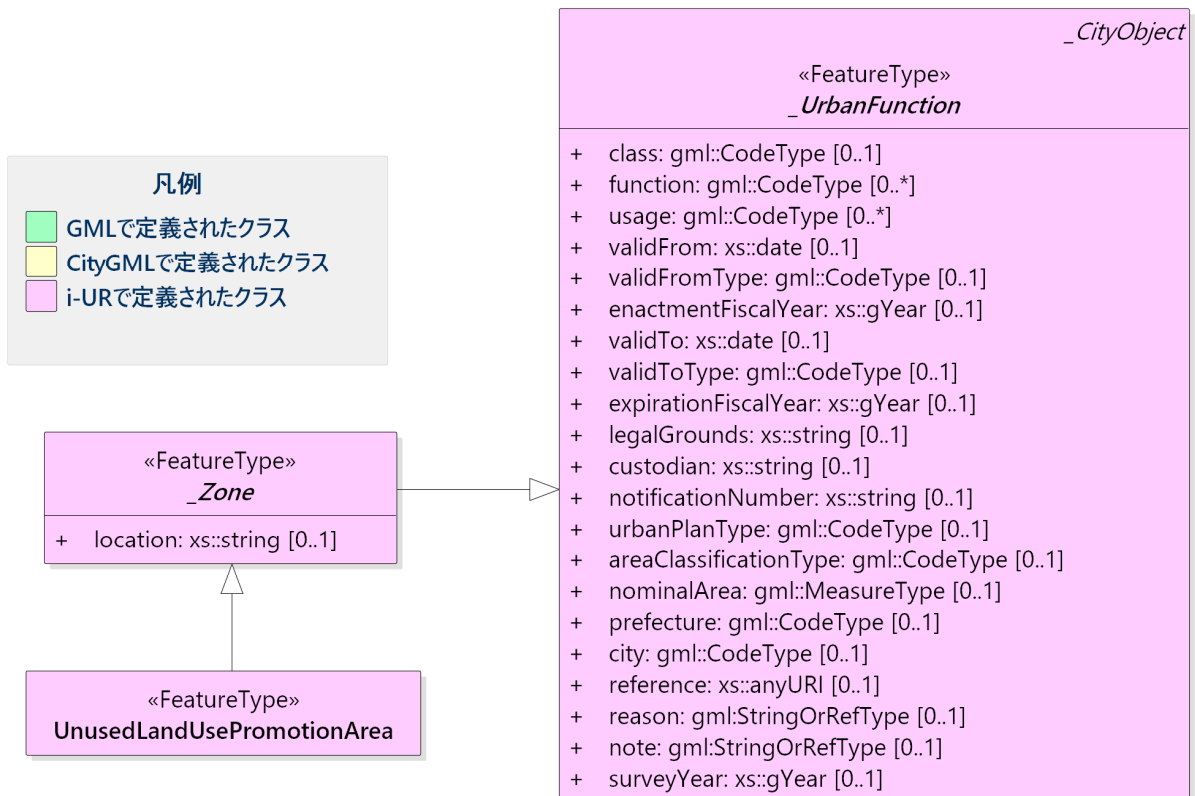 凡例
GMLで定義されたクラス
CityGMLで定義されたクラス
i-URで定義されたクラス
«FeatureType»
_Zone
+ location: xs::string [0..1]
«FeatureType»
UnusedLandUsePromotionArea
_CityObject
«FeatureType»
_UrbanFunction
+ class: gml::CodeType [0..1]
+ function: gml::CodeType [0..*]
+ usage: gml::CodeType [0..*]
+ validFrom: xs::date [0..1]
+ validFromType: gml::CodeType [0..1]
+ enactmentFiscalYear: xs::gYear [0..1]
+ validTo: xs::date [0..1]
+ validToType: gml::CodeType [0..1]
+ expirationFiscalYear: xs::gYear [0..1]
+ legalGrounds: xs::string [0..1]
+ custodian: xs::string [0..1]
+ notificationNumber: xs::string [0..1]
+ urbanPlanType: gml::CodeType [0..1]
+ areaClassificationType: gml::CodeType [0..1]
+ nominalArea: gml::MeasureType [0..1]
+ prefecture: gml::CodeType [0..1]
+ city: gml::CodeType [0..1]
+ reference: xs::anyURI [0..1]
+ reason: gml:StringOrRefType [0..1]
+ note: gml:StringOrRefType [0..1]
+ surveyYear: xs::gYear [0..1]